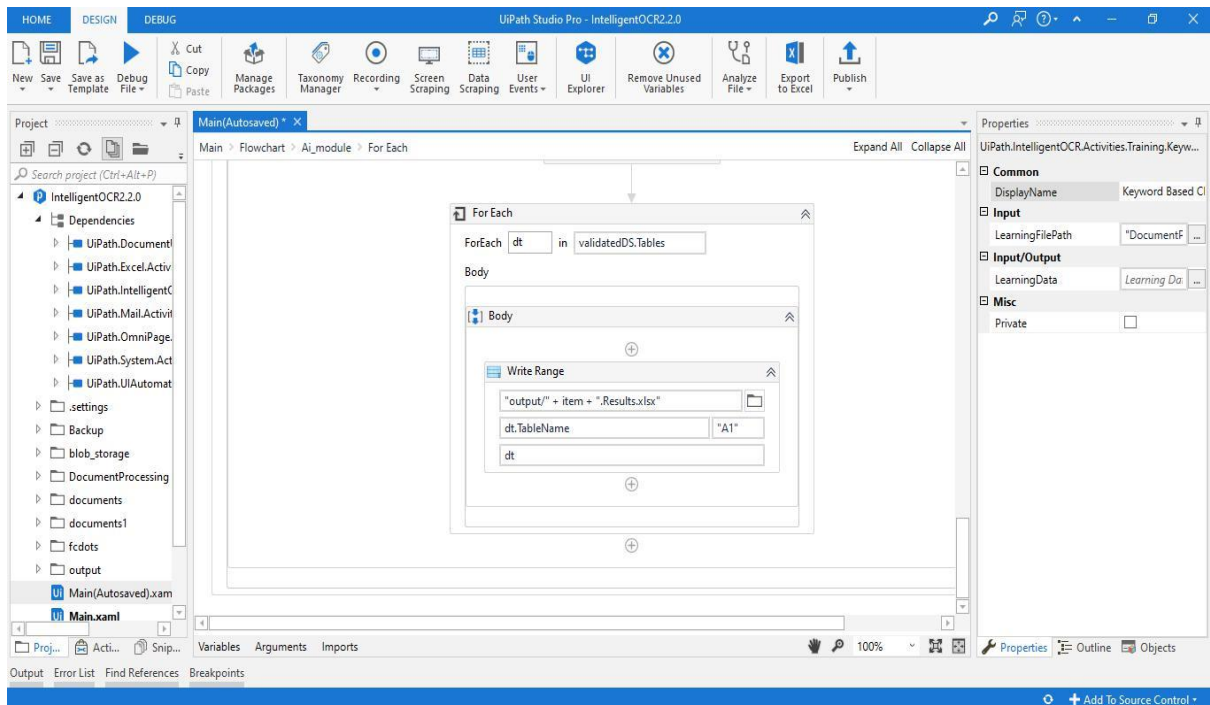 HOME DESIGN DEBUG UiPath Studio Pro - IntelligentOCR2.2.0
New Save Save as Template Debug File Cut Copy Paste Manage Packages Taxonomy Manager Recording Screen Scraping Data Scraping User Events UI Explorer Remove Unused Variables Analyze File Export to Excel Publish
Project
Search project (Ctrl+Alt+P)
IntelligentOCR2.2.0
Dependencies
UiPath.Document
UiPath.Excel.Activ
UiPath.Intelligent
UiPath.Mail.Activi
UiPath.OmniPage.
UiPath.System.Act
UiPath.UIAutomat
.settings
Backup
blob_storage
DocumentProcessing
documents
documents1
fcdots
output
Main(Autosaved).xam
Main.xaml
Proj... Acti... Snip...
Main(Autosaved) * ×
Main > Flowchart > Ai_module > For Each Expand All Collapse All
For Each
ForEach dt in validatedDS.Tables
Body
Body
Write Range
"output/" + item + ".Results.xlsx"
dt.TableName "A1"
dt
Variables Arguments Imports 100%
Properties
UiPath.IntelligentOCR.Activities.Training.Keyw...
Common
DisplayName Keyword Based Cl
Input
LearningFilePath "DocumentF ...
Input/Output
LearningData Learning Da ...
Misc
Private
Properties Outline Objects
Output Error List Find References Breakpoints
Add To Source Control